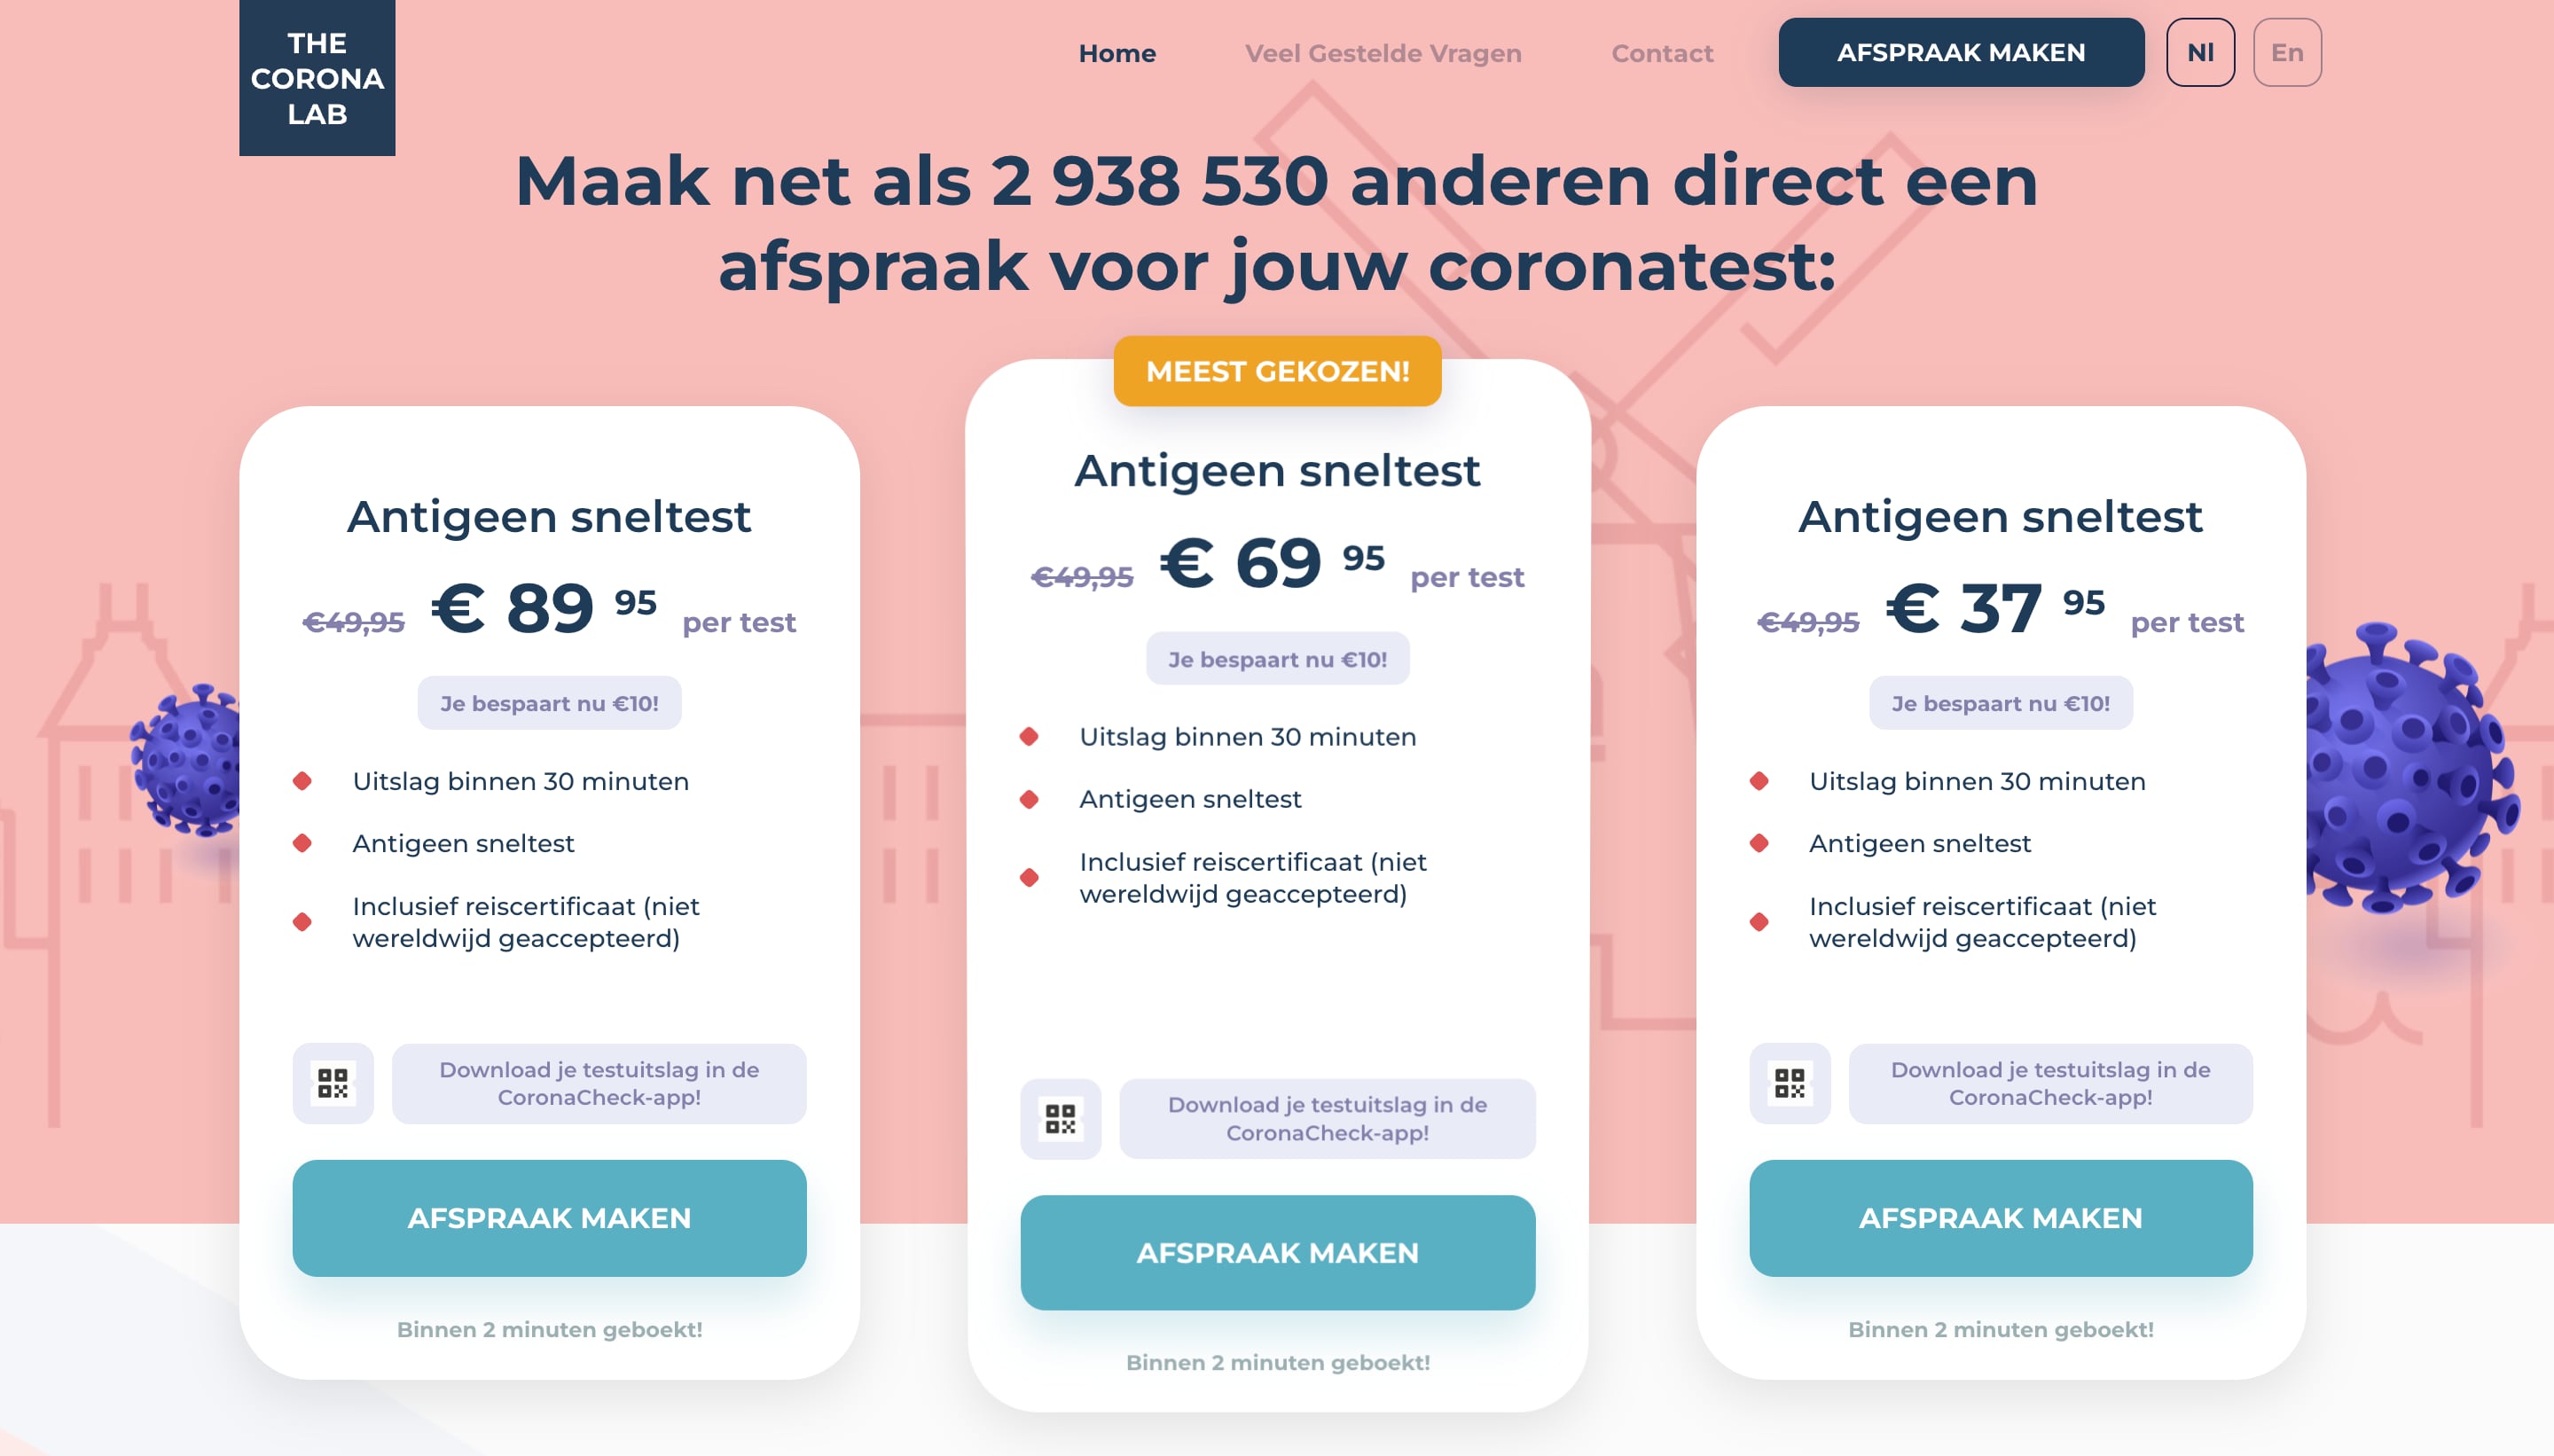 THE
CORONA
LAB
Home
Veel Gestelde Vragen
Contact
AFSPRAAK MAKEN
Nl
En
Maak net als 2 938 530 anderen direct een
afspraak voor jouw coronatest:
Antigeen sneltest
€49,95 € 89 95 per test
Je bespaart nu €10!
Uitslag binnen 30 minuten
Antigeen sneltest
Inclusief reiscertificaat (niet
wereldwijd geaccepteerd)
Download je testuitslag in de
CoronaCheck-app!
AFSPRAAK MAKEN
Binnen 2 minuten geboekt!
MEEST GEKOZEN!
Antigeen sneltest
€49,95 € 69 95 per test
Je bespaart nu €10!
Uitslag binnen 30 minuten
Antigeen sneltest
Inclusief reiscertificaat (niet
wereldwijd geaccepteerd)
Download je testuitslag in de
CoronaCheck-app!
AFSPRAAK MAKEN
Binnen 2 minuten geboekt!
Antigeen sneltest
€49,95 € 37 95 per test
Je bespaart nu €10!
Uitslag binnen 30 minuten
Antigeen sneltest
Inclusief reiscertificaat (niet
wereldwijd geaccepteerd)
Download je testuitslag in de
CoronaCheck-app!
AFSPRAAK MAKEN
Binnen 2 minuten geboekt!